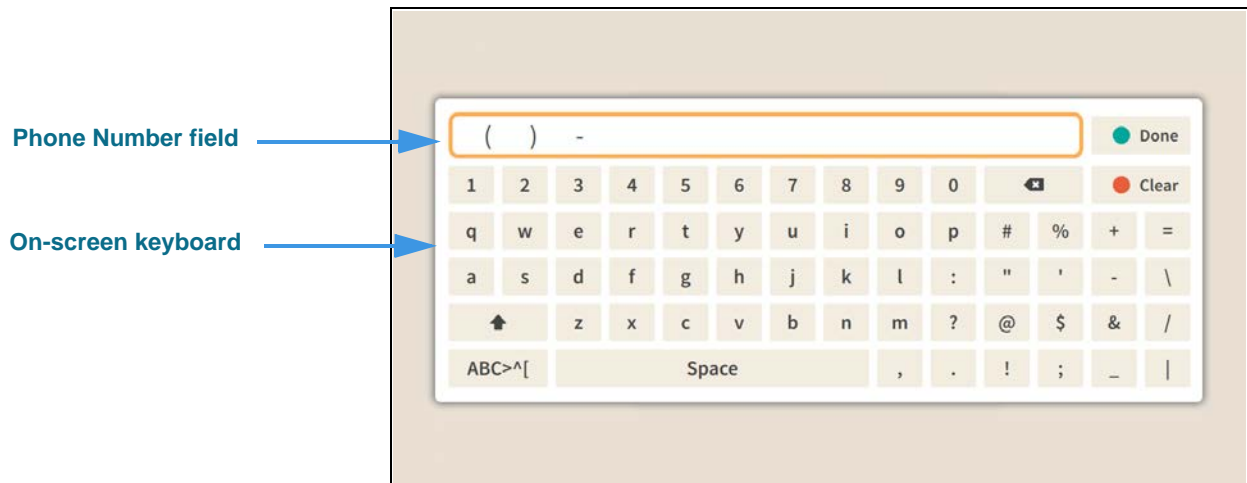 Phone Number field
( ) - Done
1 2 3 4 5 6 7 8 9 0 Clear
On-screen keyboard
q w e r t y u i o p # % + =
a s d f g h j k l : " ' - \
z x c v b n m ? @ $ & /
ABC>^[ Space , . ! ; _ |